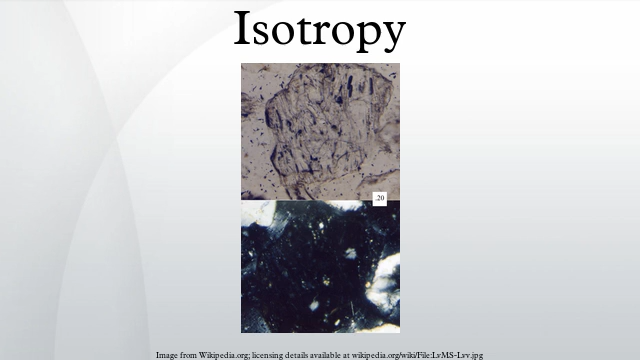 Isotropy
.20
Image from Wikipedia.org; licensing details available at wikipedia.org/wiki/File:LvMS-Lvv.jpg